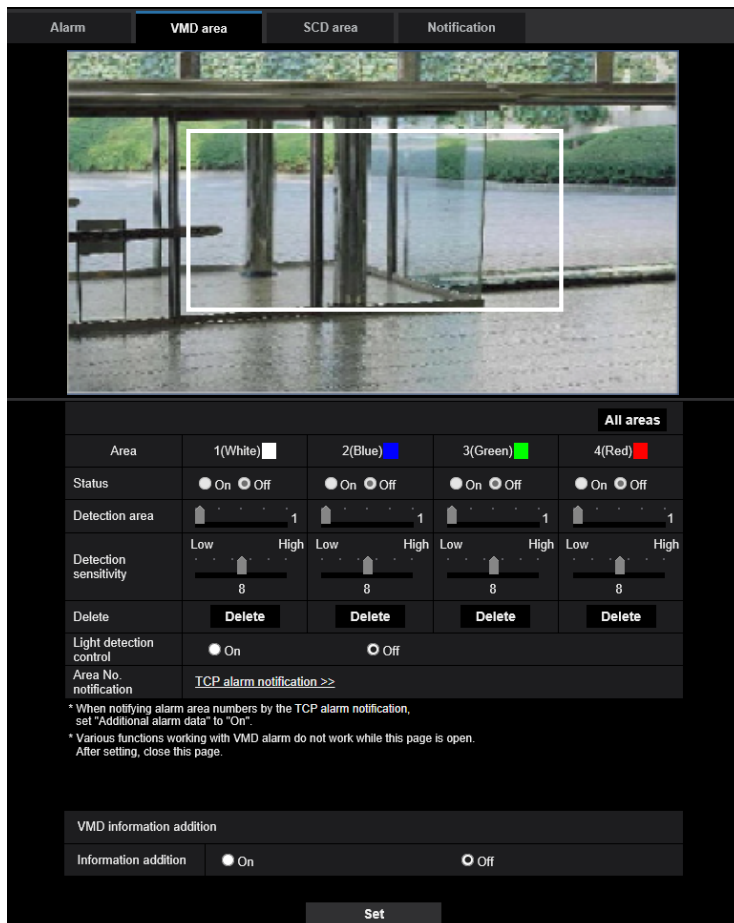 Alarm VMD area SCD area Notification
All areas
Area 1(White) 2(Blue) 3(Green) 4(Red)
Status On Off On Off On Off On Off
Detection area 1 1 1 1
Low High Low High Low High Low High
Detection
sensitivity
8 8 8 8
Delete Delete Delete Delete Delete
Light detection
control On Off
Area No.
notification TCP alarm notification >>
* When notifying alarm area numbers by the TCP alarm notification,
set "Additional alarm data" to "On".
* Various functions working with VMD alarm do not work while this page is open.
After setting, close this page.
VMD information addition
Information addition On Off
Set